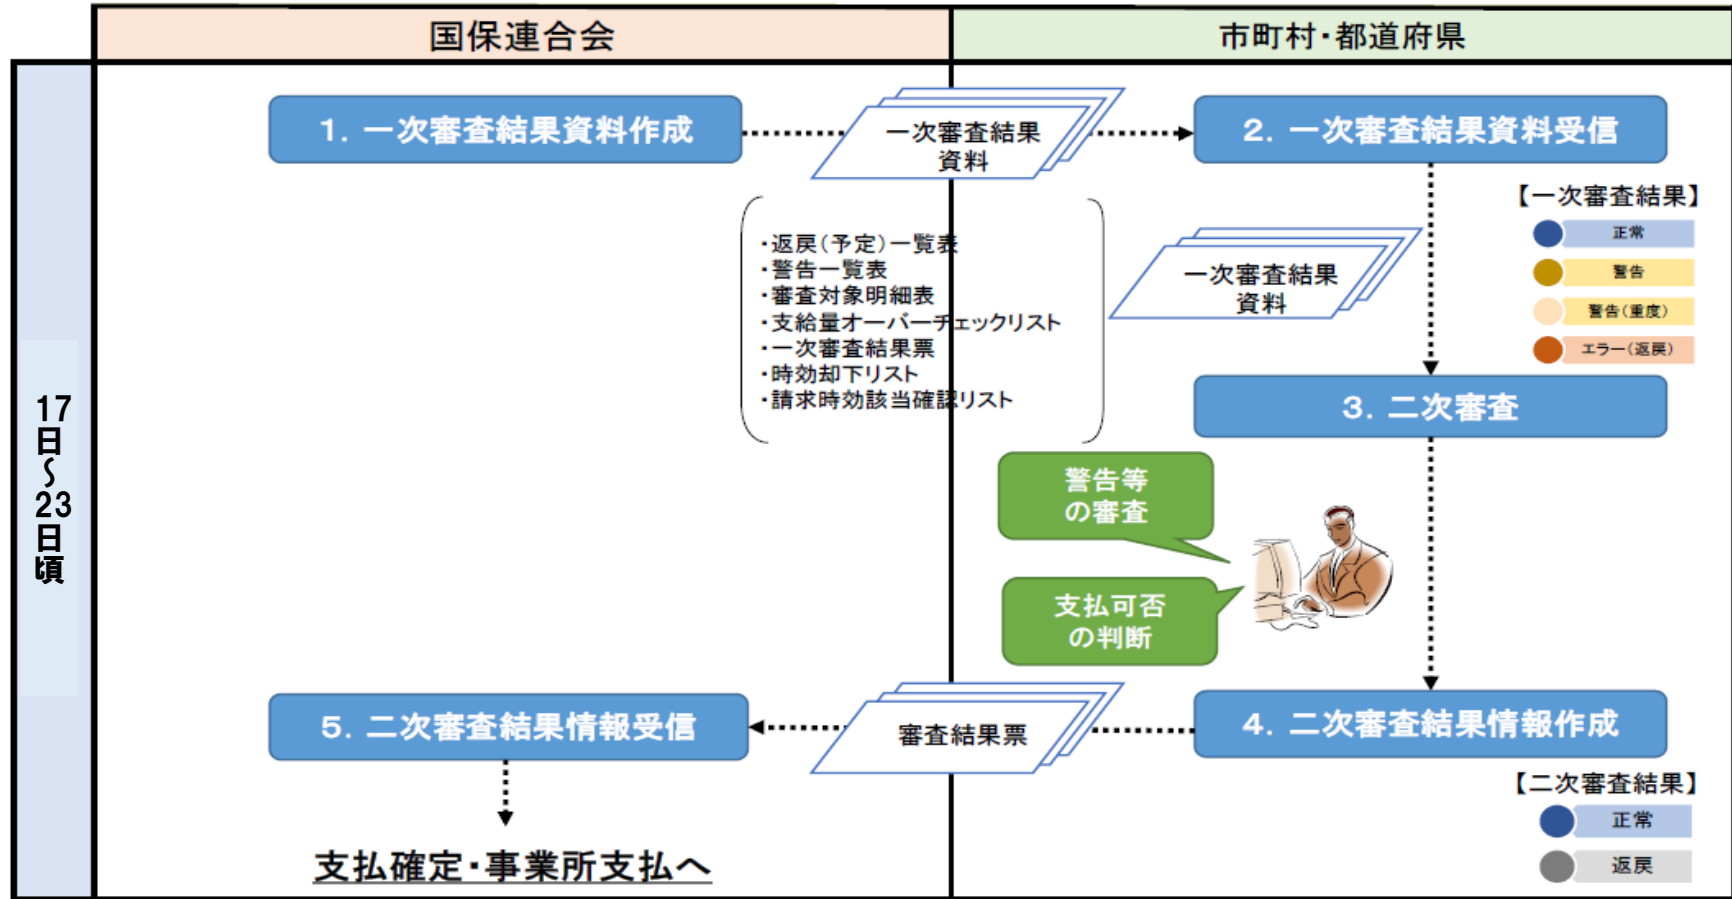 国保連合会
市町村・都道府県
17日～23日頃
1. 一次審査結果資料作成
一次審査結果
資料
2. 一次審査結果資料受信
・返戻(予定)一覧表
・警告一覧表
・審査対象明細表
・支給量オーバーチェックリスト
・一次審査結果票
・時効却下リスト
・請求時効該当確認リスト
一次審査結果
資料
【一次審査結果】
正常
警告
警告(重度)
エラー(返戻)
3. 二次審査
警告等
の審査
支払可否
の判断
4. 二次審査結果情報作成
審査結果票
5. 二次審査結果情報受信
【二次審査結果】
正常
返戻
支払確定・事業所支払へ